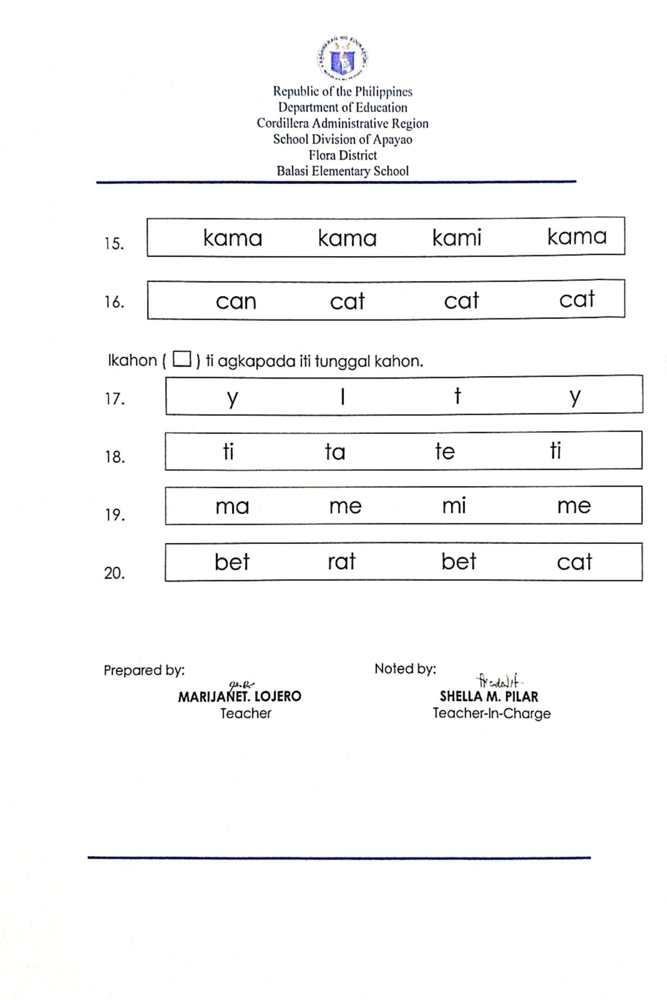 KAGAWARAN NG EDUKASYON
Republic of the Philippines
Department of Education
Cordillera Administrative Region
School Division of Apayao
Flora District
Balasi Elementary School
15. kama kama kami kama
16. can cat cat cat
Ikahon ( ☐ ) ti agkapada iti tunggal kahon.
17. y l t y
18. ti ta te ti
19. ma me mi me
20. bet rat bet cat
Prepared by: Noted by:
MARIJANET. LOJERO SHELLA M. PILAR
Teacher Teacher-In-Charge